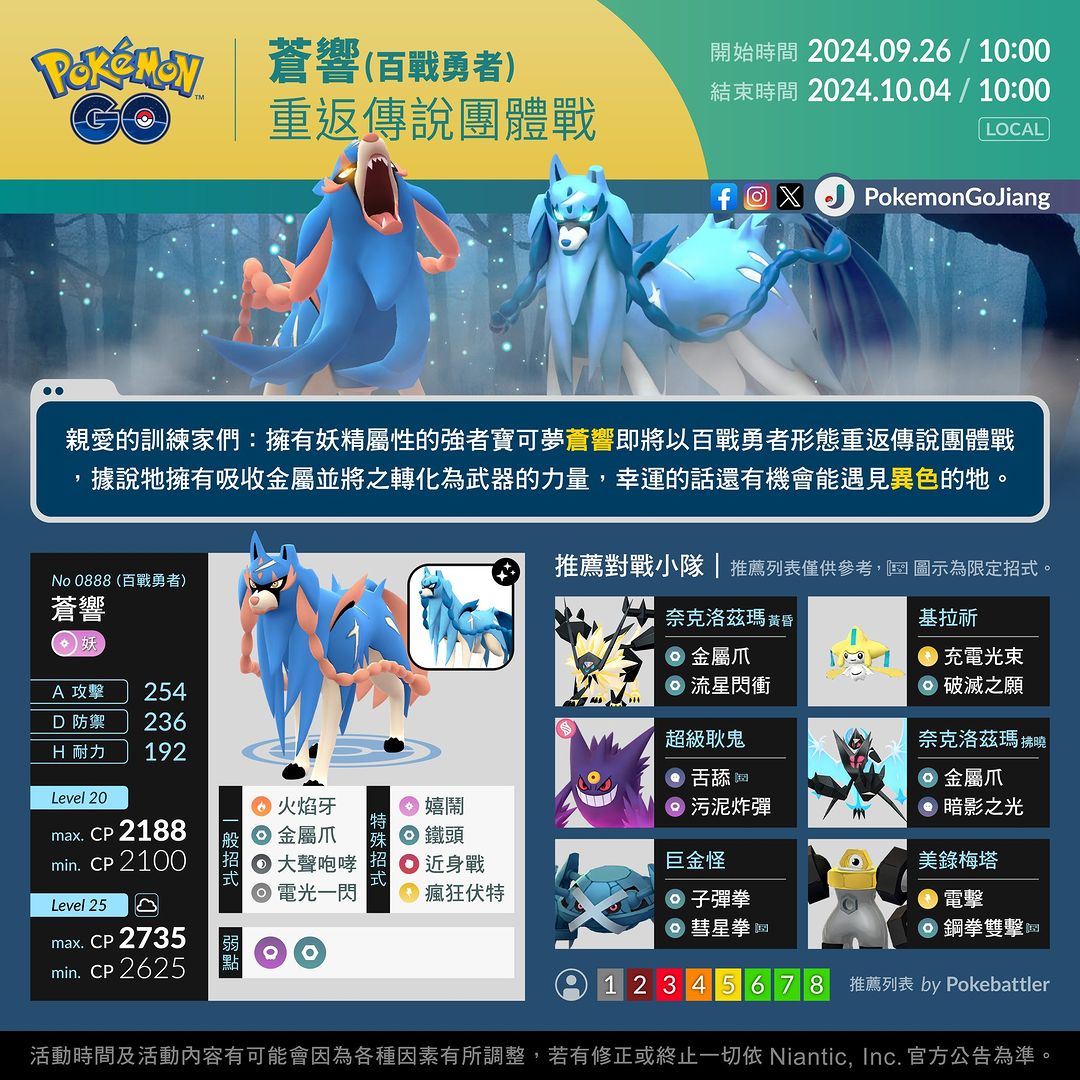 POKÉMON GO
TM
蒼響(百戰勇者)
重返傳說團體戰
開始時間 2024.09.26 / 10:00
結束時間 2024.10.04 / 10:00
LOCAL
PokemonGoJiang
親愛的訓練家們：擁有妖精屬性的強者寶可夢蒼響即將以百戰勇者形態重返傳說團體戰
，據說牠擁有吸收金屬並將之轉化為武器的力量，幸運的話還有機會能遇見異色的牠。
No 0888 (百戰勇者)
蒼響
妖
A 攻擊 254
D 防禦 236
H 耐力 192
Level 20
max. CP 2188
min. CP 2100
Level 25
max. CP 2735
min. CP 2625
一般招式
火焰牙
金屬爪
大聲咆哮
電光一閃
特殊招式
嬉鬧
鐵頭
近身戰
瘋狂伏特
弱點
推薦對戰小隊｜推薦列表僅供參考，圖示為限定招式。
奈克洛茲瑪 黃昏
金屬爪
流星閃衝
基拉祈
充電光束
破滅之願
超級耿鬼
舌舔
污泥炸彈
奈克洛茲瑪 拂曉
金屬爪
暗影之光
巨金怪
子彈拳
彗星拳
美錄梅塔
電擊
鋼拳雙擊
1 2 3 4 5 6 7 8
推薦列表 by Pokebattler
活動時間及活動內容有可能會因為各種因素有所調整，若有修正或終止一切依 Niantic, Inc. 官方公告為準。